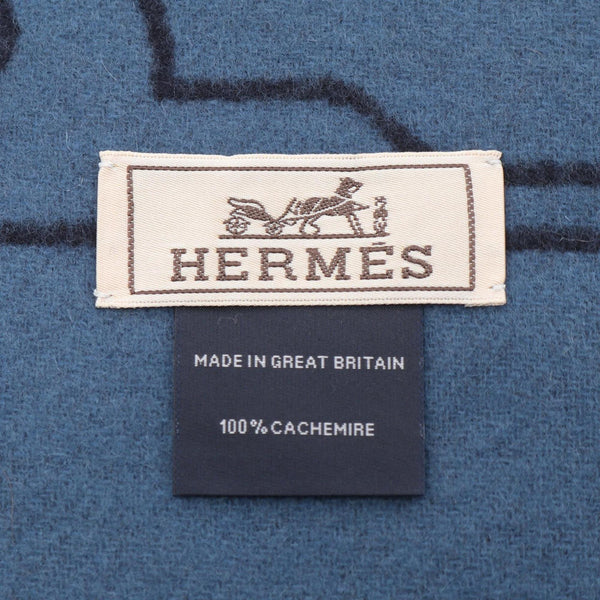 HERMÈS
MADE IN GREAT BRITAIN
100% CACHEMIRE